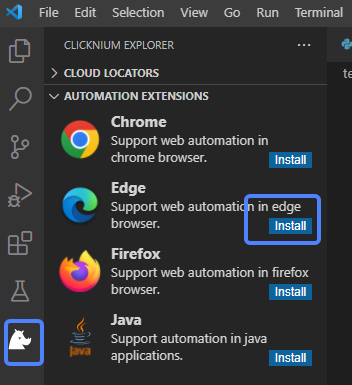 File Edit Selection View Go Run Terminal
CLICKNIUM EXPLORER
CLOUD LOCATORS
te
AUTOMATION EXTENSIONS
Chrome
Support web automation in
chrome browser.
Install
Edge
Support web automation in edge
browser.
Install
Firefox
Support web automation in firefox
browser.
Install
Java
Support automation in java
applications.
Install
Java